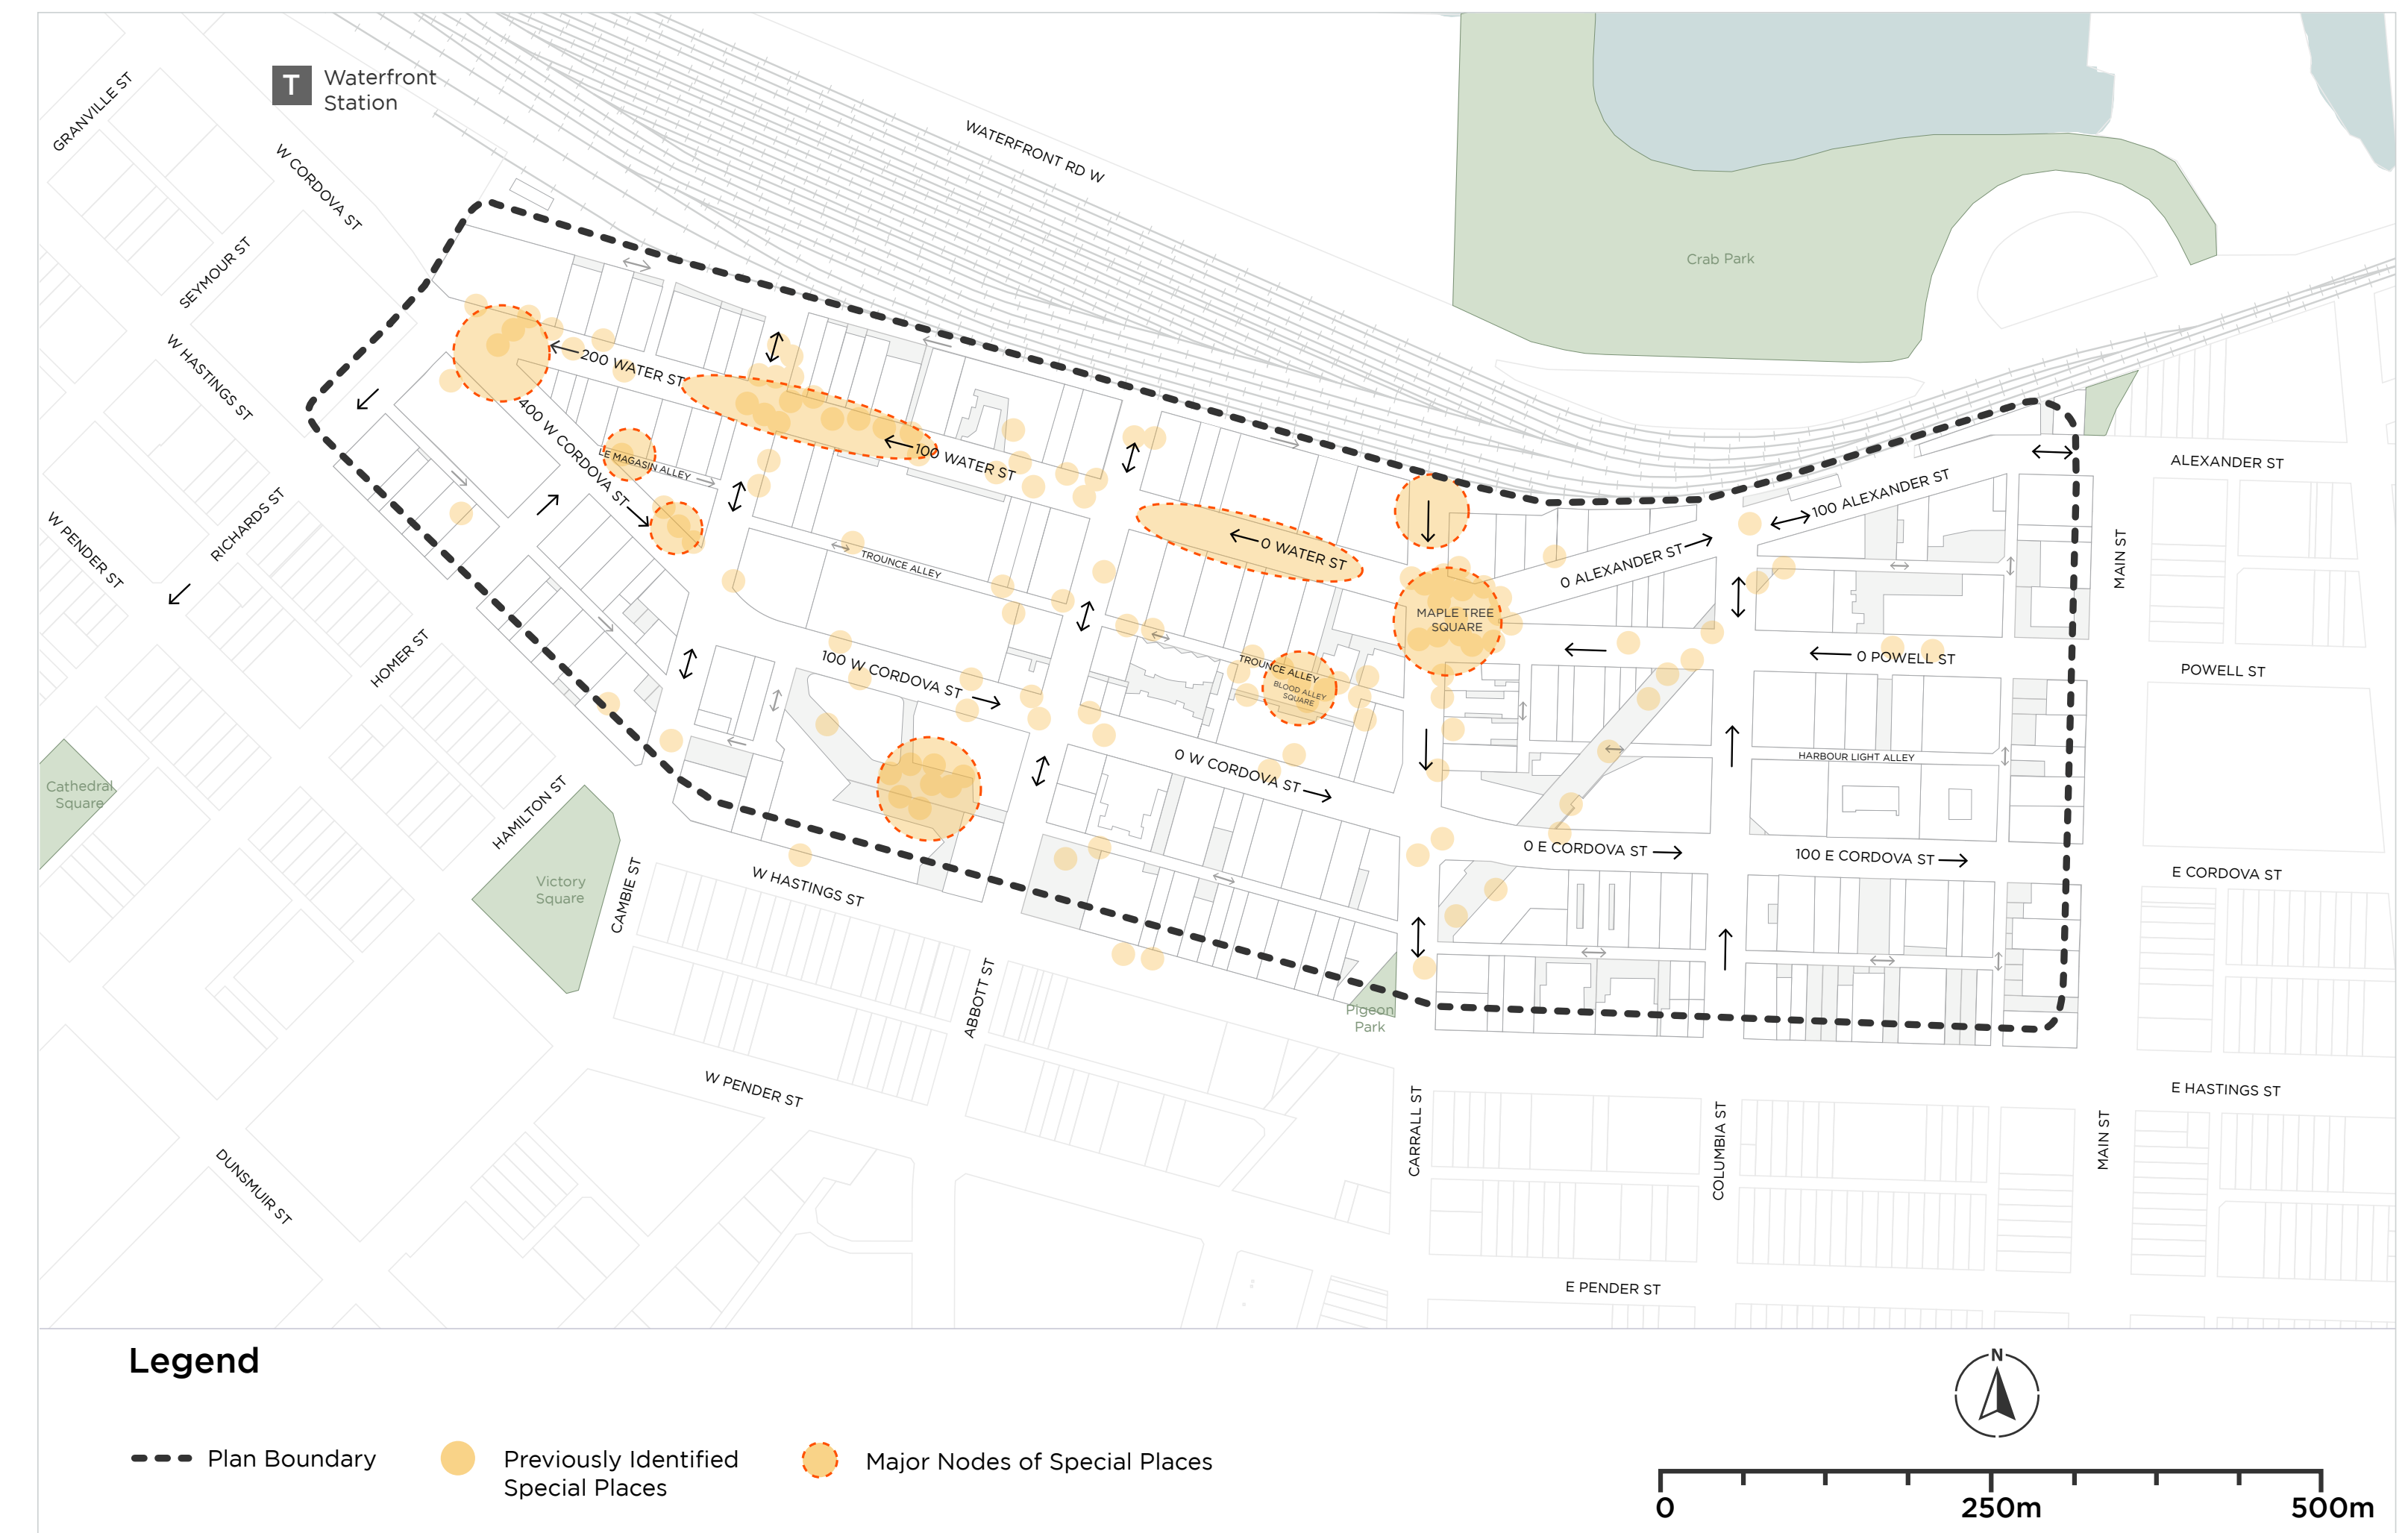 T
Waterfront
Station
GRANVILLE ST
W CORDOVA ST
SEYMOUR ST
WATERFRONT RD W
Crab Park
W HASTINGS ST
RICHARDS ST
W PENDER ST
HOMER ST
200 WATER ST
400 W CORDOVA ST
LE MAGASIN ALLEY
100 WATER ST
TROUNCE ALLEY
0 WATER ST
0 ALEXANDER ST
100 ALEXANDER ST
ALEXANDER ST
MAIN ST
MAPLE TREE
SQUARE
0 POWELL ST
POWELL ST
100 W CORDOVA ST
TROUNCE ALLEY
BLOOD ALLEY
SQUARE
0 W CORDOVA ST
HARBOUR LIGHT ALLEY
Cathedral
Square
HAMILTON ST
Victory
Square
CAMBIE ST
W HASTINGS ST
0 E CORDOVA ST
100 E CORDOVA ST
E CORDOVA ST
ABBOTT ST
Pigeon
Park
W PENDER ST
CARRALL ST
COLUMBIA ST
MAIN ST
E HASTINGS ST
DUNSMUIR ST
E PENDER ST
Legend
Plan Boundary
Previously Identified
Special Places
Major Nodes of Special Places
N
0 250m 500m